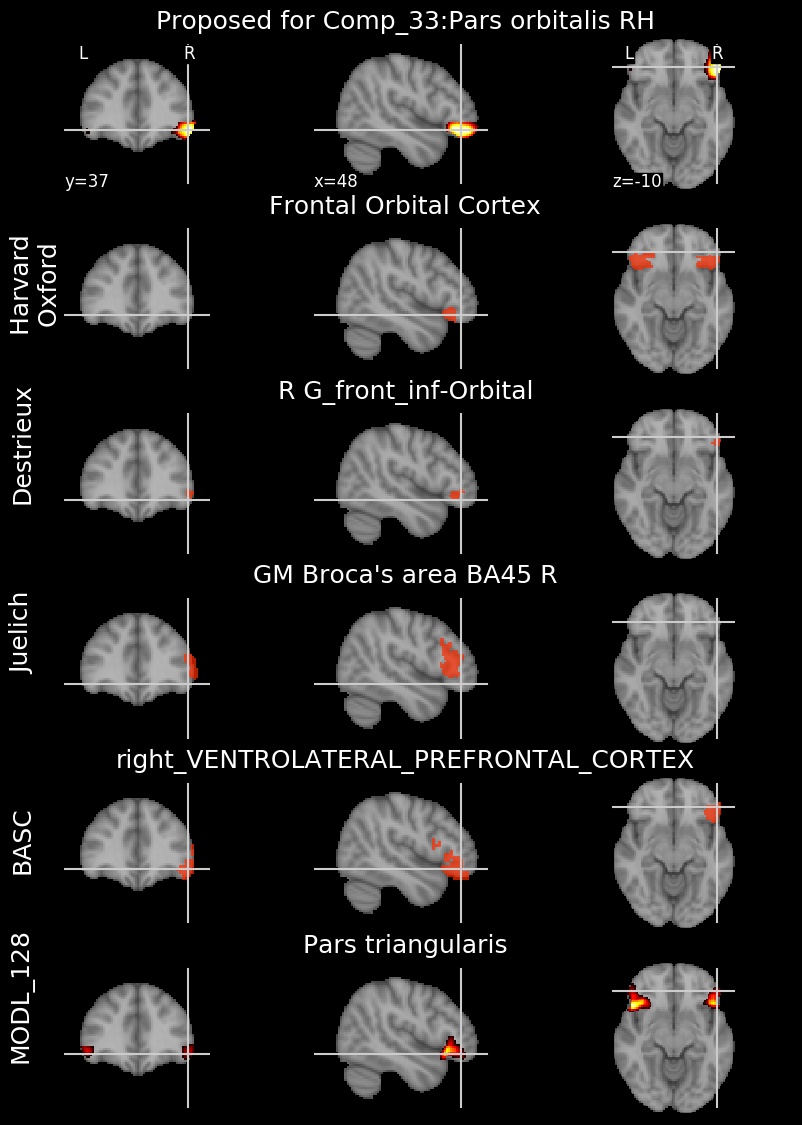 Proposed for Comp_33:Pars orbitalis RH
L R L R
y=37 x=48 z=-10
Frontal Orbital Cortex
Harvard
Oxford
R G_front_inf-Orbital
Destrieux
GM Broca's area BA45 R
Juelich
right_VENTROLATERAL_PREFRONTAL_CORTEX
BASC
Pars triangularis
MODL_128